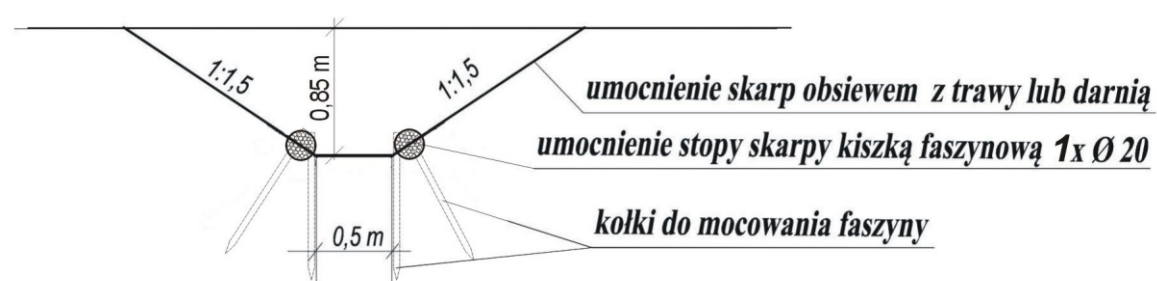 1:1,5
0,85 m
1:1,5
umocnienie skarp obsiewem z trawy lub darnią
umocnienie stopy skarpy kiszką faszynową 1x Ø 20
kołki do mocowania faszyny
0,5 m